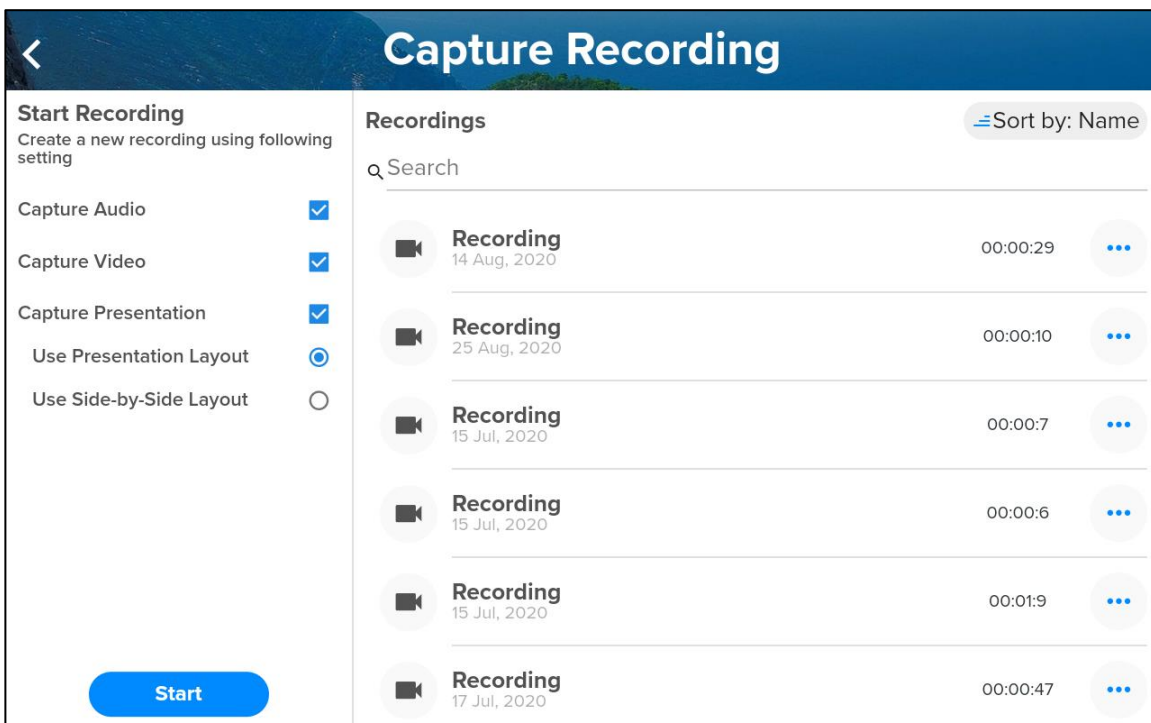 Capture Recording
Start Recording
Create a new recording using following
setting
Capture Audio
Capture Video
Capture Presentation
Use Presentation Layout
Use Side-by-Side Layout
Start
Recordings
Sort by: Name
Search
Recording
14 Aug, 2020
00:00:29
Recording
25 Aug, 2020
00:00:10
Recording
15 Jul, 2020
00:00:7
Recording
15 Jul, 2020
00:00:6
Recording
15 Jul, 2020
00:01:9
Recording
17 Jul, 2020
00:00:47